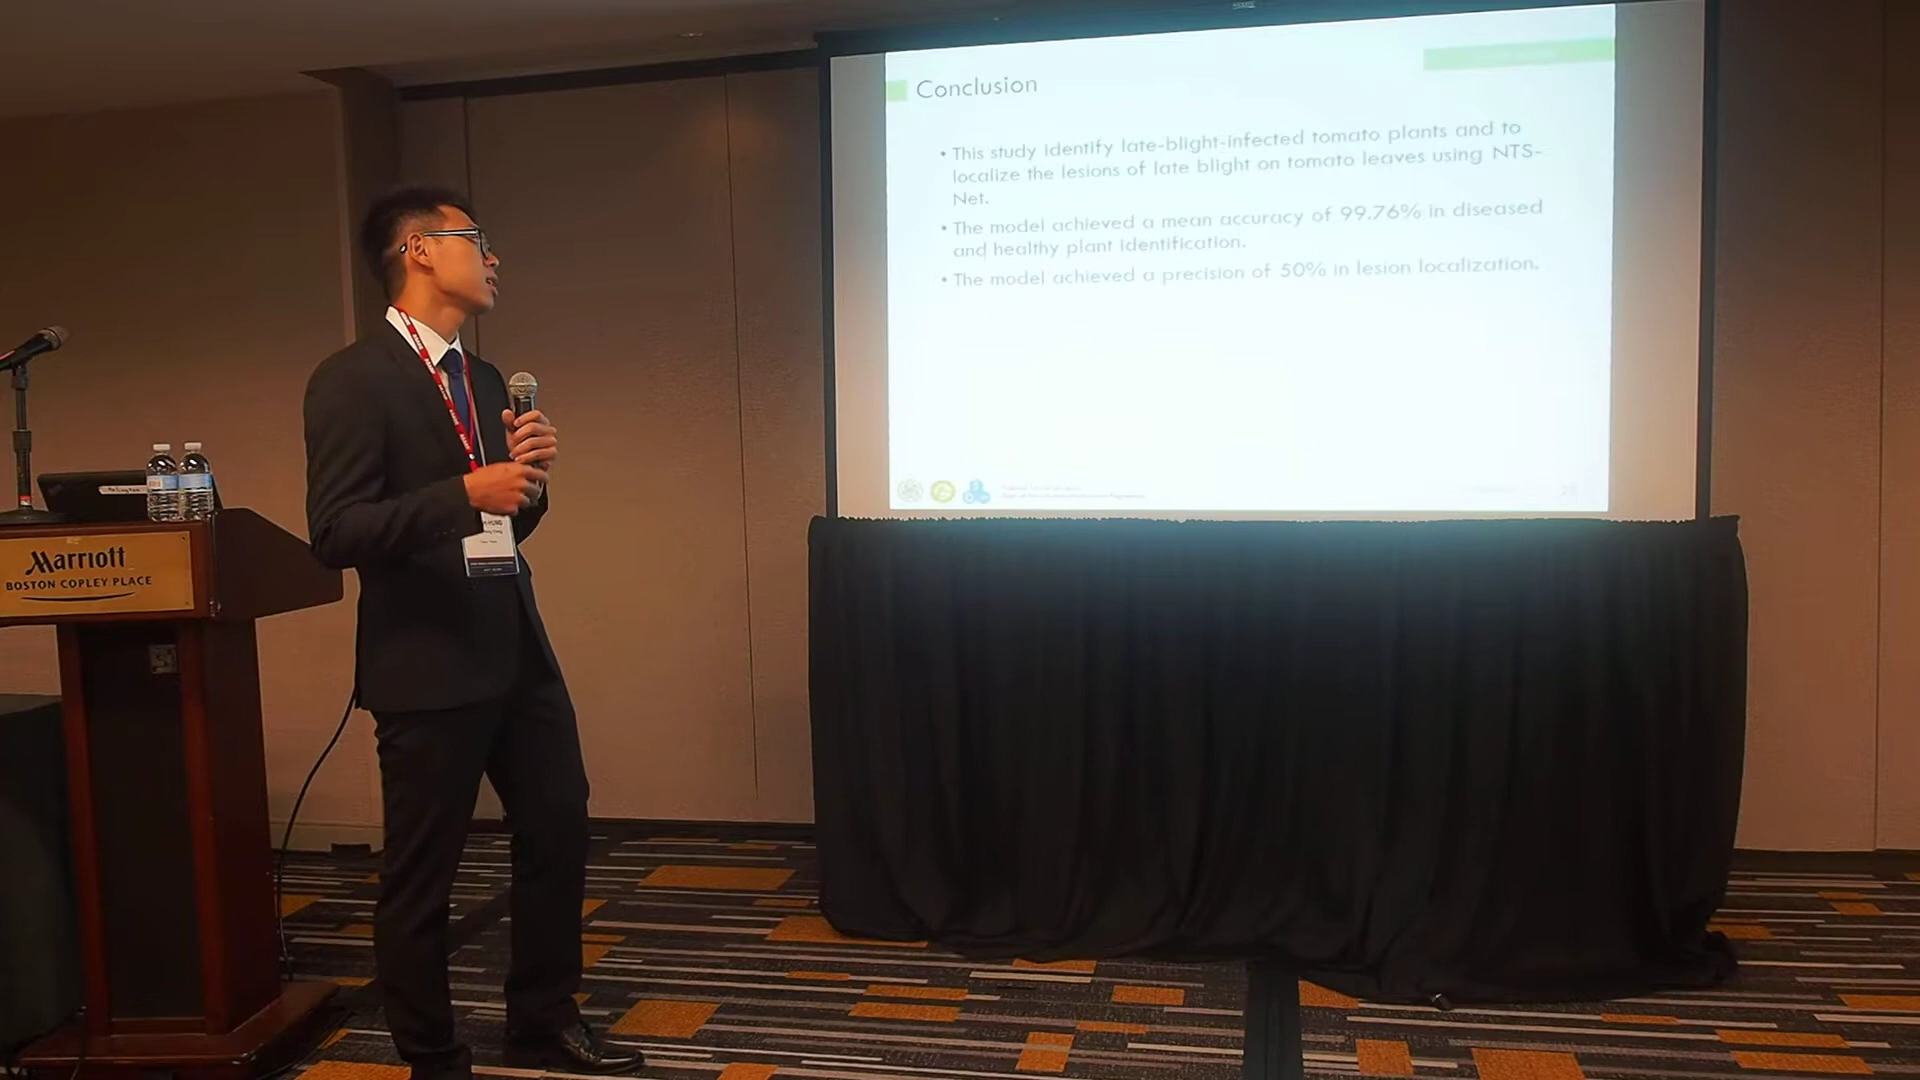 Conclusion
• This study identify late-blight-infected tomato plants and to
localize the lesions of late blight on tomato leaves using NTS-
Net.
• The model achieved a mean accuracy of 99.76% in diseased
and healthy plant identification.
• The model achieved a precision of 50% in lesion localization.
Marriott
BOSTON COPLEY PLACE